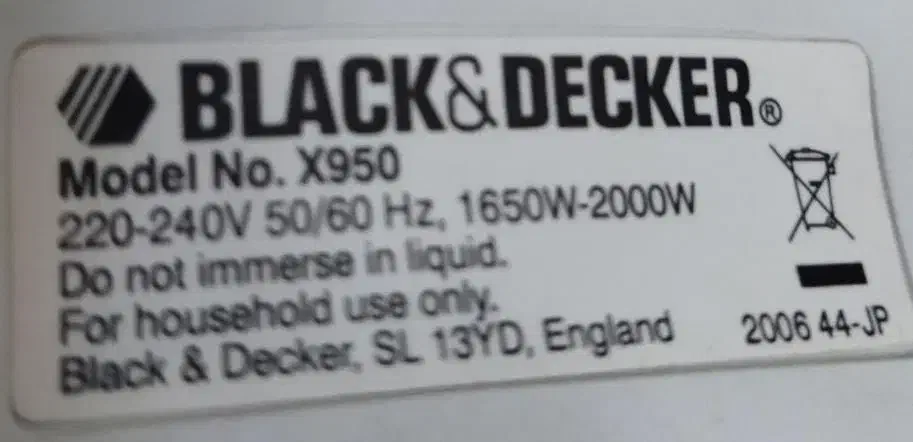 BLACK&DECKER®
Model No. X950
220-240V 50/60 Hz, 1650W-2000W
Do not immerse in liquid.
For household use only.
Black & Decker, SL 13YD, England
2006 44-JP